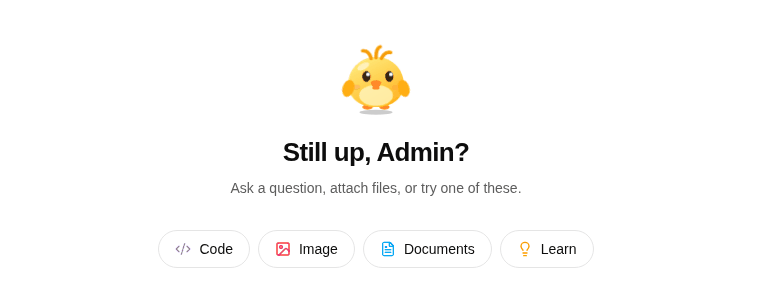 Still up, Admin?
Ask a question, attach files, or try one of these.
Code Image Documents Learn